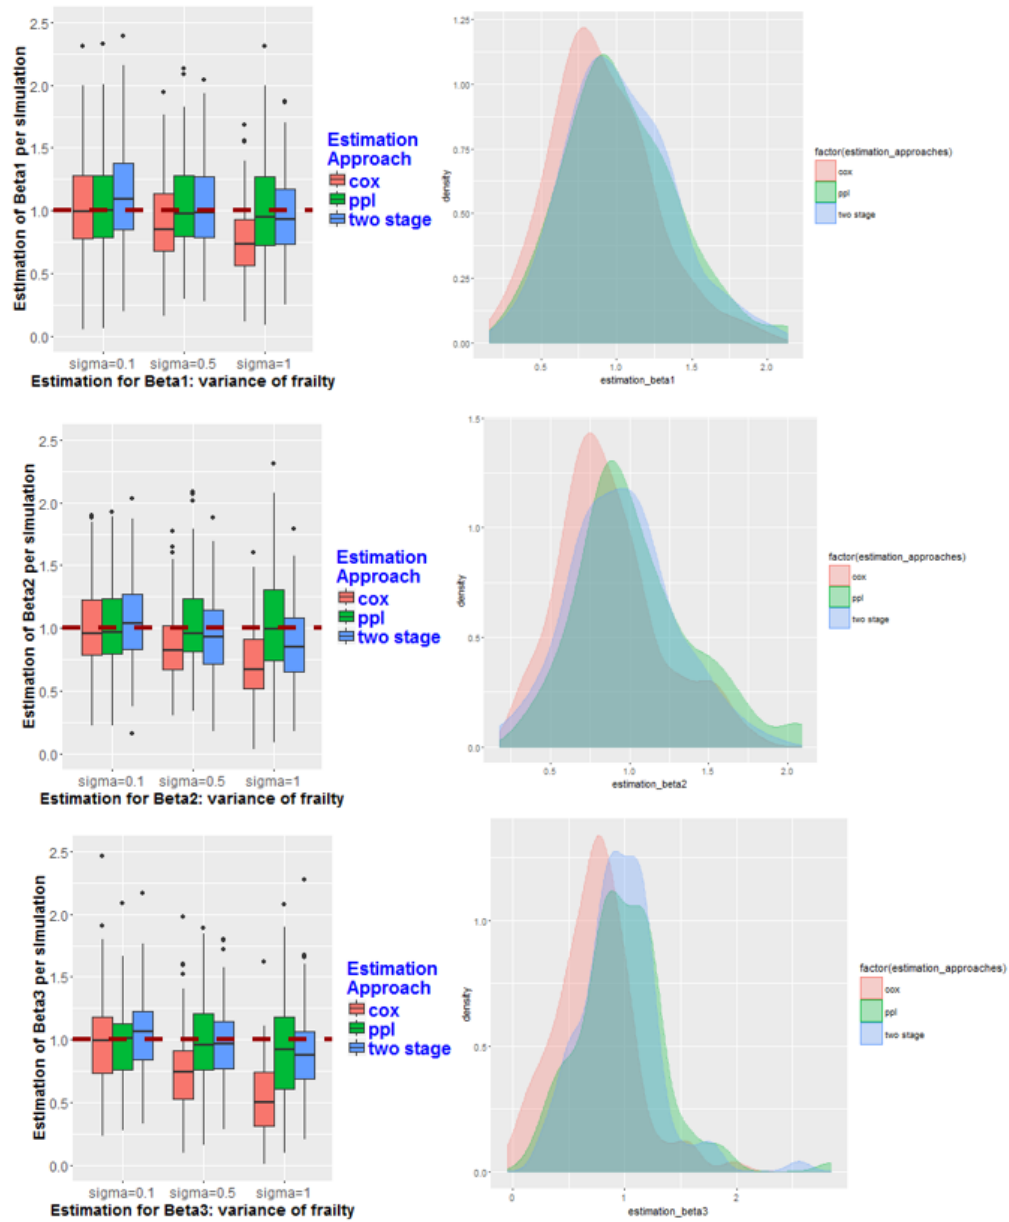 Estimation of Beta1 per simulation
2.5
2.0
1.5
1.0
0.5
0.0
sigma=0.1 sigma=0.5 sigma=1
Estimation for Beta1: variance of frailty
Estimation
Approach
cox
ppl
two stage
density
1.25
1.00
0.75
0.50
0.25
0.00
0.5 1.0 1.5 2.0
estimation_beta1
factor(estimation_approaches)
cox
ppl
two stage
Estimation of Beta2 per simulation
2.5
2.0
1.5
1.0
0.5
0.0
sigma=0.1 sigma=0.5 sigma=1
Estimation for Beta2: variance of frailty
Estimation
Approach
cox
ppl
two stage
density
1.5
1.0
0.5
0.0
0.5 1.0 1.5 2.0
estimation_beta2
factor(estimation_approaches)
cox
ppl
two stage
Estimation of Beta3 per simulation
2.5
2.0
1.5
1.0
0.5
0.0
sigma=0.1 sigma=0.5 sigma=1
Estimation for Beta3: variance of frailty
Estimation
Approach
cox
ppl
two stage
density
1.0
0.5
0.0
0 1 2
estimation_beta3
factor(estimation_approaches)
cox
ppl
two stage